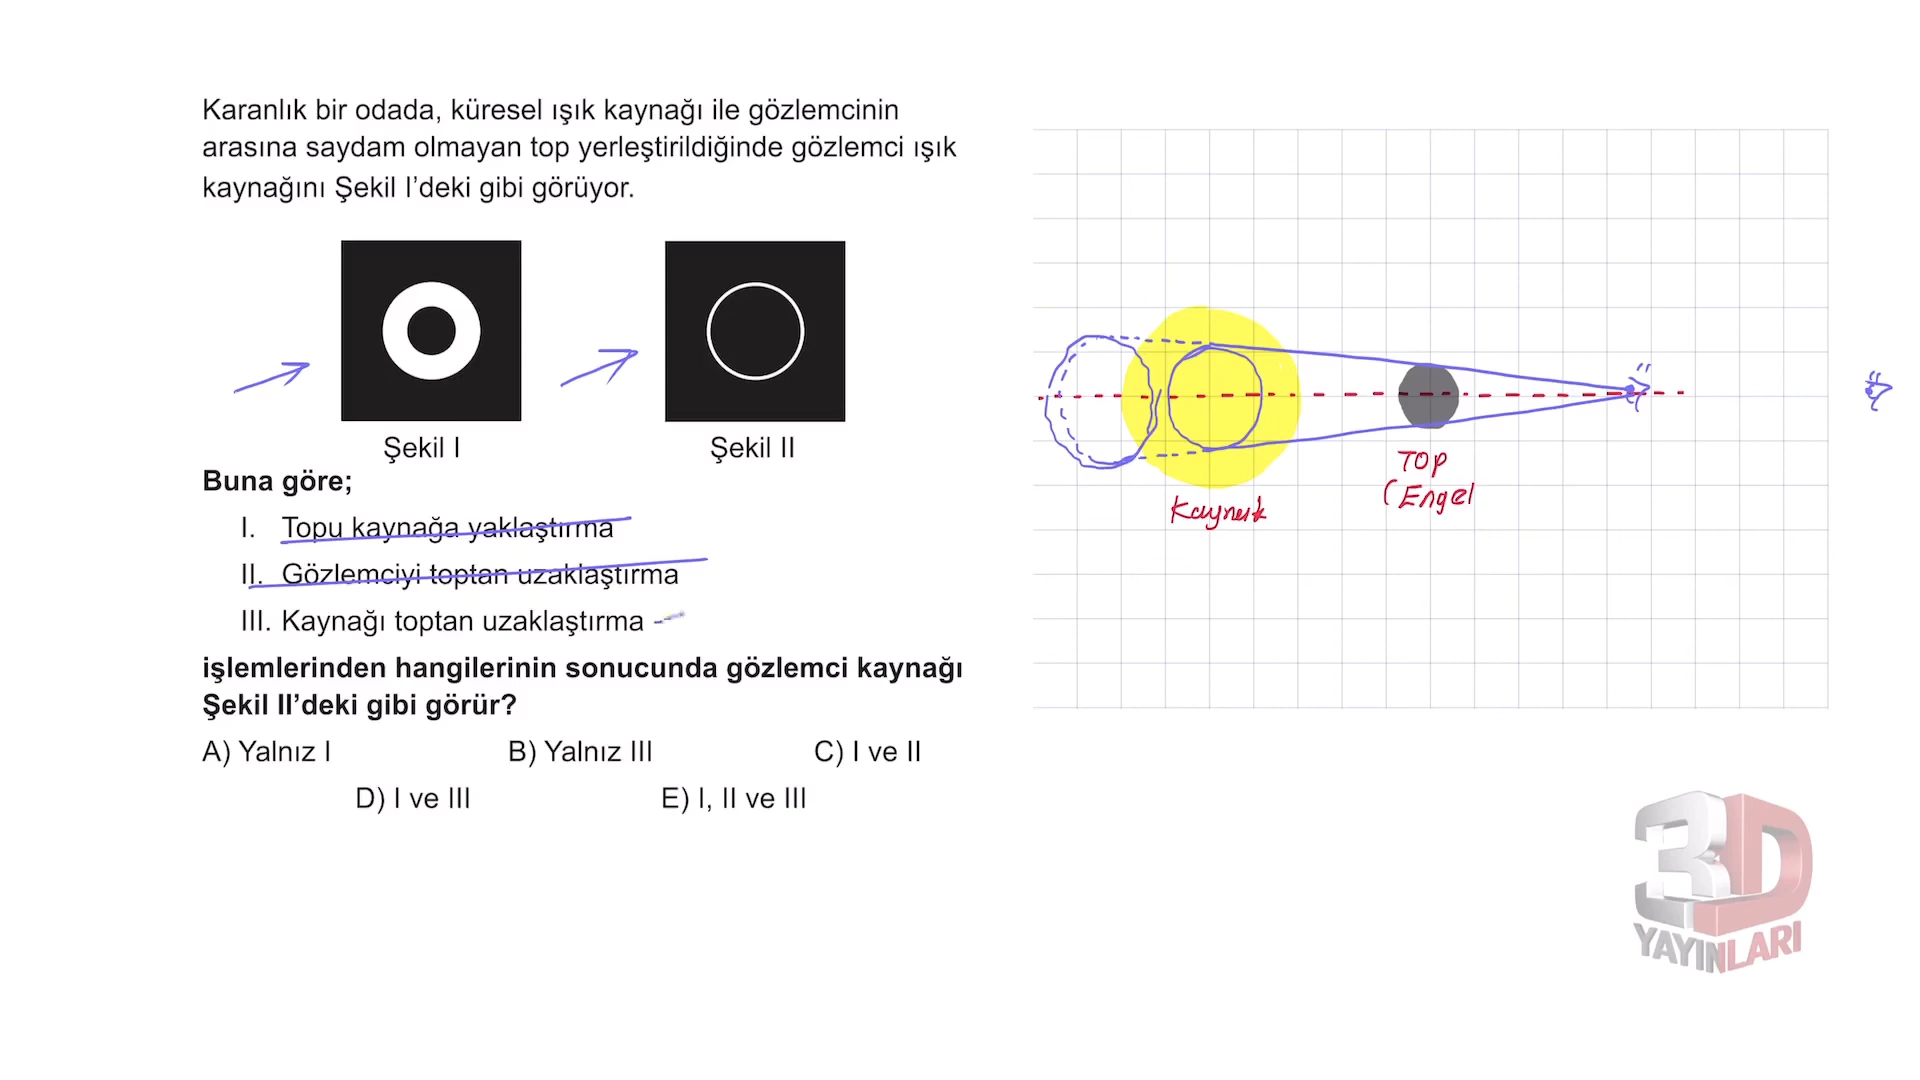 Karanlık bir odada, küresel ışık kaynağı ile gözlemcinin
arasına saydam olmayan top yerleştirildiğinde gözlemci ışık
kaynağını Şekil I’deki gibi görüyor.
Şekil I
Şekil II
Buna göre;
I. Topu kaynağa yaklaştırma
II. Gözlemciyi toptan uzaklaştırma
III. Kaynağı toptan uzaklaştırma
işlemlerinden hangilerinin sonucunda gözlemci kaynağı
Şekil II’deki gibi görür?
A) Yalnız I
B) Yalnız III
C) I ve II
D) I ve III
E) I, II ve III
Kaynak
TOP
(Engel
3D
YAYINLARI